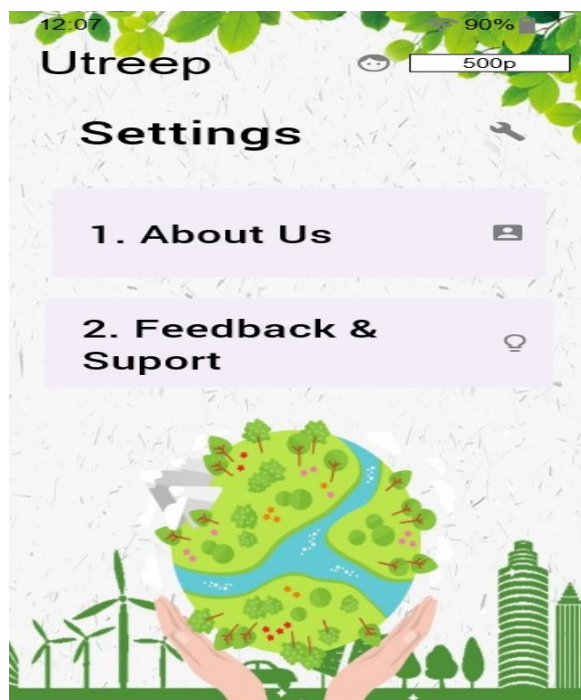 12:07
90%
Utreep
500p
Settings
1. About Us
2. Feedback &
Suport